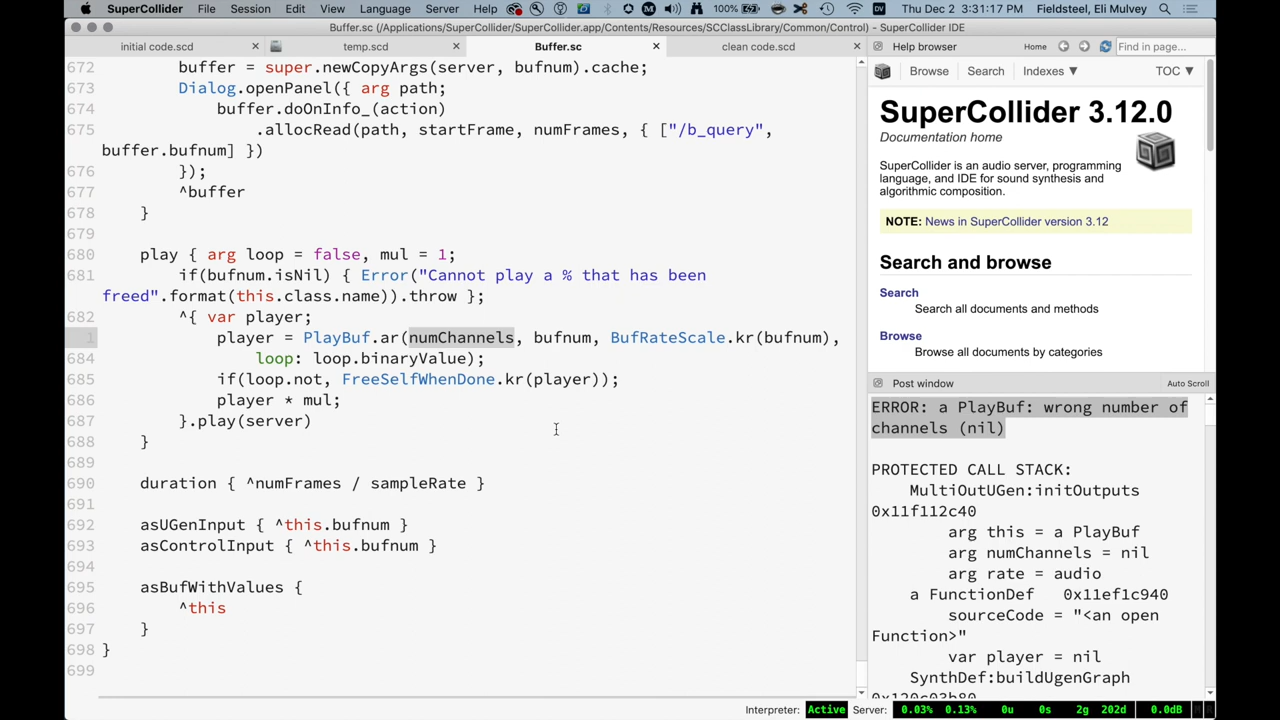 SuperCollider File Session Edit View Language Server Help 100% Thu Dec 2 3:31:17 PM Fieldsteel, Eli Mulvey
Buffer.sc (/Applications/SuperCollider/SuperCollider.app/Contents/Resources/SCClassLibrary/Common/Control) - SuperCollider IDE
initial code.scd temp.scd Buffer.sc clean code.scd
672 buffer = super.newCopyArgs(server, bufnum).cache;
673 Dialog.openPanel({ arg path;
674 buffer.doOnInfo_(action)
675 .allocRead(path, startFrame, numFrames, { ["/b_query",
buffer.bufnum] })
676 });
677 ^buffer
678 }
679
680 play { arg loop = false, mul = 1;
681 if(bufnum.isNil) { Error("Cannot play a % that has been
freed".format(this.class.name)).throw };
682 ^{ var player;
1 player = PlayBuf.ar(numChannels, bufnum, BufRateScale.kr(bufnum),
684 loop: loop.binaryValue);
685 if(loop.not, FreeSelfWhenDone.kr(player));
686 player * mul;
687 }.play(server)
688 }
689
690 duration { ^numFrames / sampleRate }
691
692 asUGenInput { ^this.bufnum }
693 asControlInput { ^this.bufnum }
694
695 asBufWithValues {
696 ^this
697 }
698 }
699
Help browser Home Find in page...
Browse Search Indexes ▼ TOC ▼
SuperCollider 3.12.0
Documentation home
SuperCollider is an audio server, programming
language, and IDE for sound synthesis and
algorithmic composition.
NOTE: News in SuperCollider version 3.12
Search and browse
Search
Search all documents and methods
Browse
Browse all documents by categories
Post window Auto Scroll
ERROR: a PlayBuf: wrong number of
channels (nil)
PROTECTED CALL STACK:
MultiOutUGen:initOutputs
0x11f112c40
arg this = a PlayBuf
arg numChannels = nil
arg rate = audio
a FunctionDef 0x11ef1c940
sourceCode = "<an open
Function>"
var player = nil
SynthDef:buildUgenGraph
Interpreter: Active Server: 0.03% 0.13% 0u 0s 2g 202d 0.0dB M R